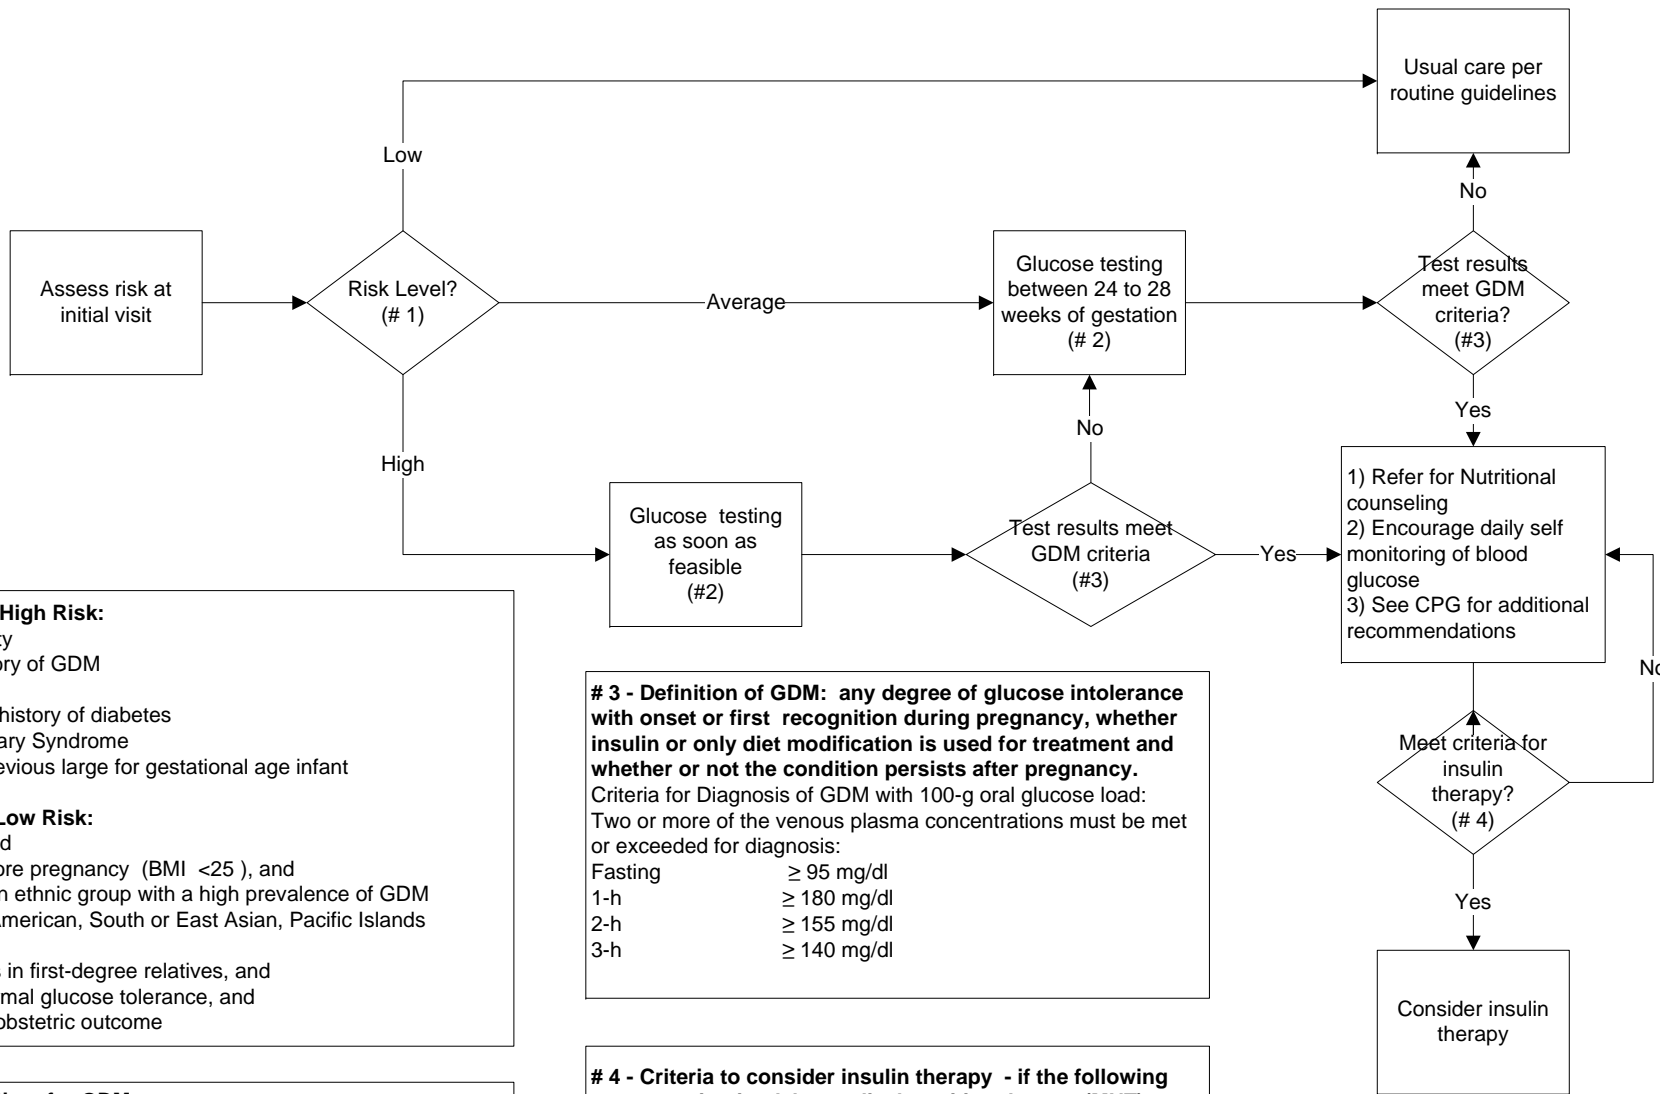 Usual care per
routine guidelines
Low
No
Assess risk at
initial visit
Risk Level?
(# 1)
Average
Glucose testing
between 24 to 28
weeks of gestation
(# 2)
Test results
meet GDM
criteria?
(#3)
Yes
No
High
Glucose testing
as soon as
feasible
(#2)
Test results meet
GDM criteria
(#3)
Yes
1) Refer for Nutritional
counseling
2) Encourage daily self
monitoring of blood
glucose
3) See CPG for additional
recommendations
No
Meet criteria for
insulin
therapy?
(# 4)
Yes
Consider insulin
therapy
High Risk:
ory of GDM
history of diabetes
ary Syndrome
evious large for gestational age infant
Low Risk:
ore pregnancy (BMI <25 ), and
n ethnic group with a high prevalence of GDM
American, South or East Asian, Pacific Islands
s in first-degree relatives, and
mal glucose tolerance, and
obstetric outcome
# 3 - Definition of GDM: any degree of glucose intolerance
with onset or first recognition during pregnancy, whether
insulin or only diet modification is used for treatment and
whether or not the condition persists after pregnancy.
Criteria for Diagnosis of GDM with 100-g oral glucose load:
Two or more of the venous plasma concentrations must be met
or exceeded for diagnosis:
Fasting ≥ 95 mg/dl
1-h ≥ 180 mg/dl
2-h ≥ 155 mg/dl
3-h ≥ 140 mg/dl
# 4 - Criteria to consider insulin therapy - if the following